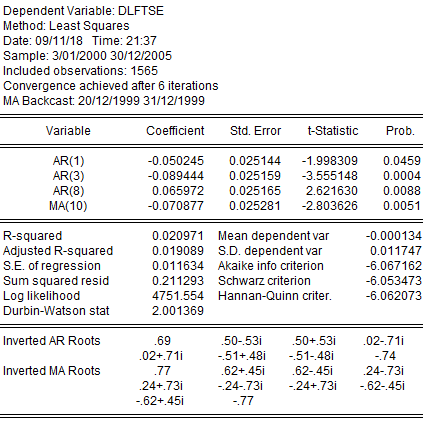 Dependent Variable: DLFTSE
Method: Least Squares
Date: 09/11/18 Time: 21:37
Sample: 3/01/2000 30/12/2005
Included observations: 1565
Convergence achieved after 6 iterations
MA Backcast: 20/12/1999 31/12/1999
Variable Coefficient Std. Error t-Statistic Prob.
AR(1) -0.050245 0.025144 -1.998309 0.0459
AR(3) -0.089444 0.025159 -3.555148 0.0004
AR(8) 0.065972 0.025165 2.621630 0.0088
MA(10) -0.070877 0.025281 -2.803626 0.0051
R-squared 0.020971 Mean dependent var -0.000134
Adjusted R-squared 0.019089 S.D. dependent var 0.011747
S.E. of regression 0.011634 Akaike info criterion -6.067162
Sum squared resid 0.211293 Schwarz criterion -6.053473
Log likelihood 4751.554 Hannan-Quinn criter. -6.062073
Durbin-Watson stat 2.001369
Inverted AR Roots .69 .50-.53i .50+.53i .02-.71i
.02+.71i -.51+.48i -.51-.48i -.74
Inverted MA Roots .77 .62+.45i .62-.45i .24-.73i
.24+.73i -.24-.73i -.24+.73i -.62-.45i
-.62+.45i -.77